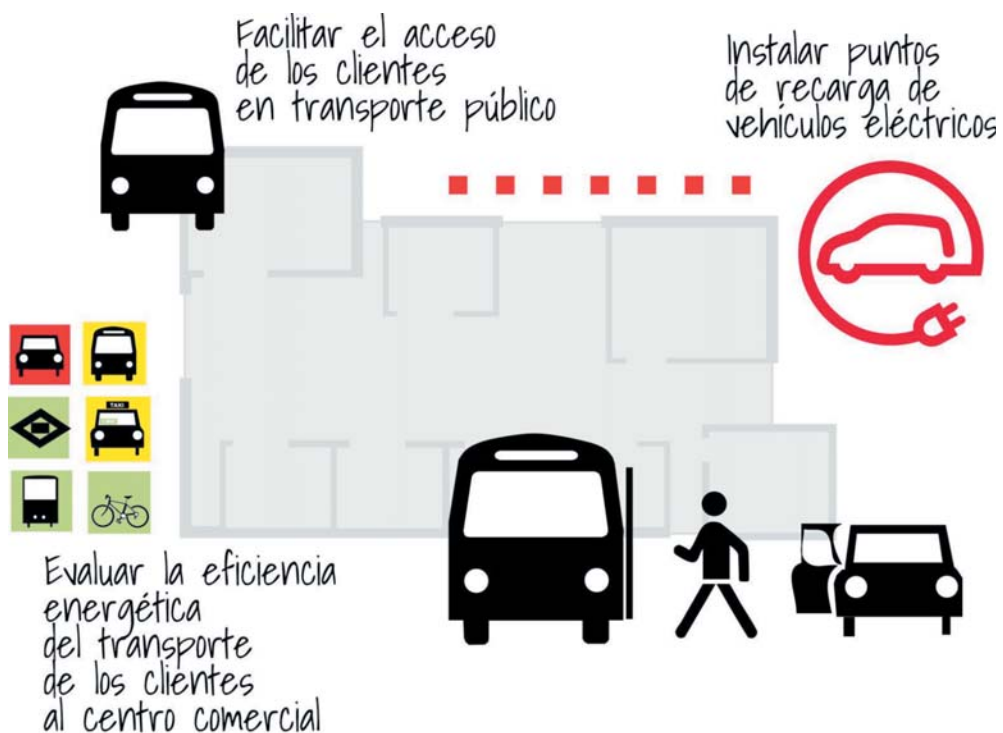 Facilitar el acceso
de los clientes
en transporte público
Instalar puntos
de recarga de
vehículos eléctricos
TAXI
Evaluar la eficiencia
energética
del transporte
de los clientes
al centro comercial